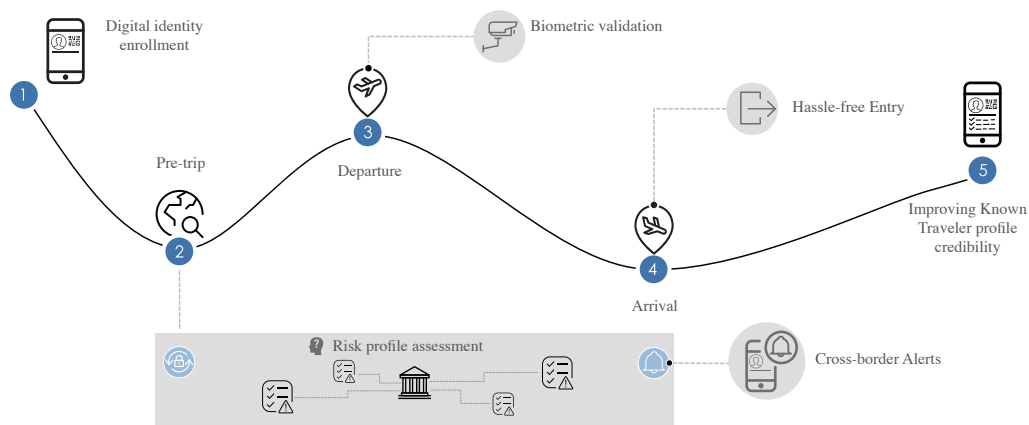 Digital identity
enrollment
1
Biometric validation
3
Departure
Pre-trip
2
Hassle-free Entry
4
Arrival
5
Improving Known
Traveler profile
credibility
? Risk profile assessment
Cross-border Alerts